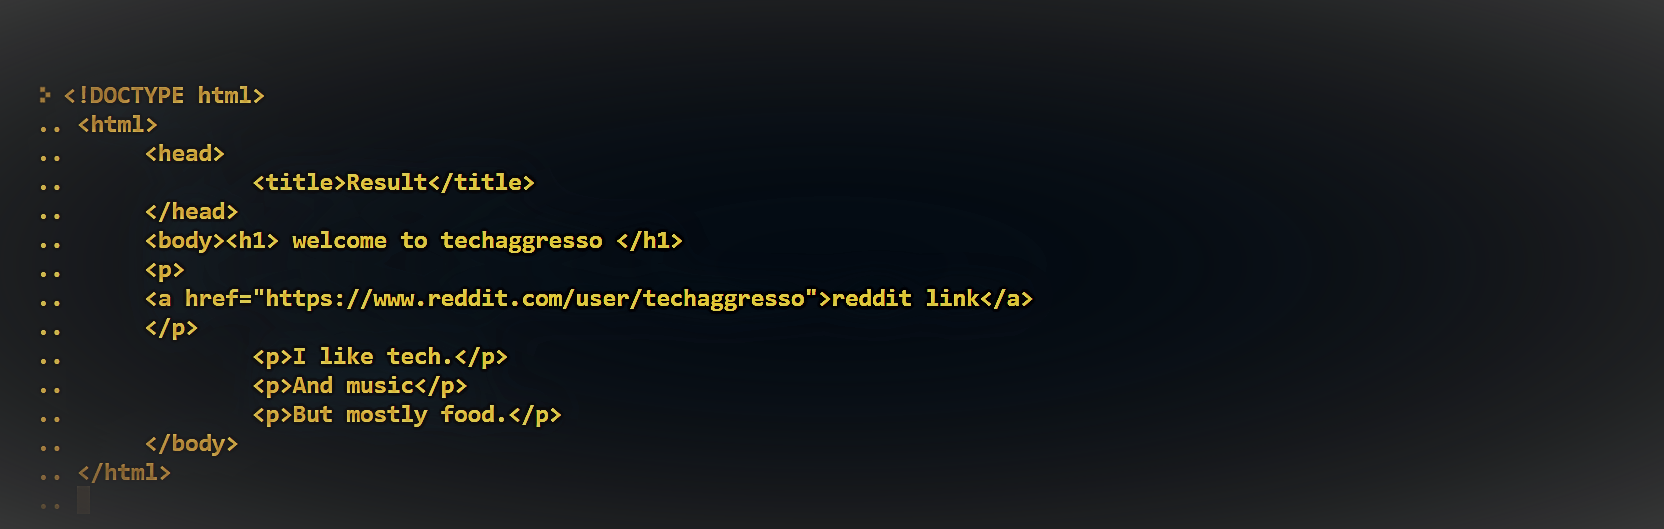 > <!DOCTYPE html>
.. <html>
..      <head>
..              <title>Result</title>
..      </head>
..      <body><h1> welcome to techaggresso </h1>
..      <p>
..      <a href="https://www.reddit.com/user/techaggresso">reddit link</a>
..      </p>
..              <p>I like tech.</p>
..              <p>And music</p>
..              <p>But mostly food.</p>
..      </body>
.. </html>
..